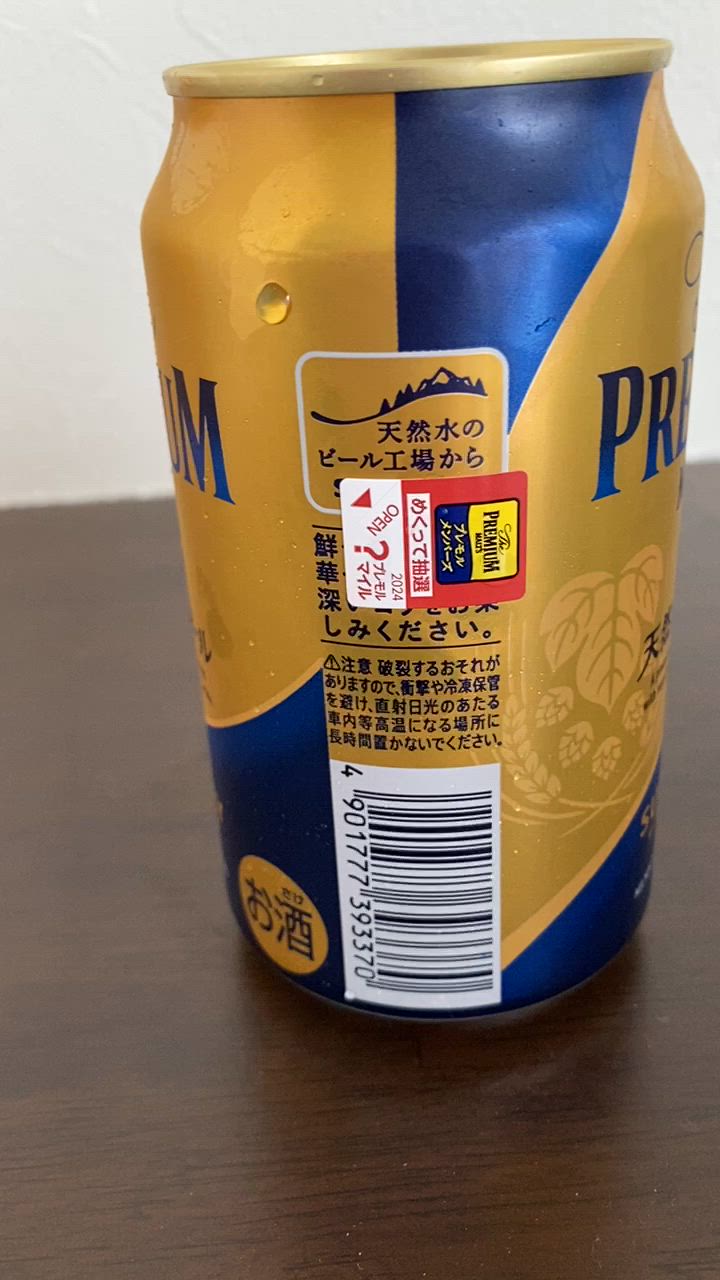 UM
天然水の
ビール工場から
鮮
華
しみください。
⚠注意 破裂するおそれが
ありますので、衝撃や冷凍保管
を避け、直射日光のあたる
車内等高温になる場所に
長時間置かないでください。
4 901777 393370
さけ
お酒
OPEN
?
2024
プレモル
マイル
めくって抽選
The
PREMIUM
MALT'S
プレモル
メンバーズ
PRE
天然